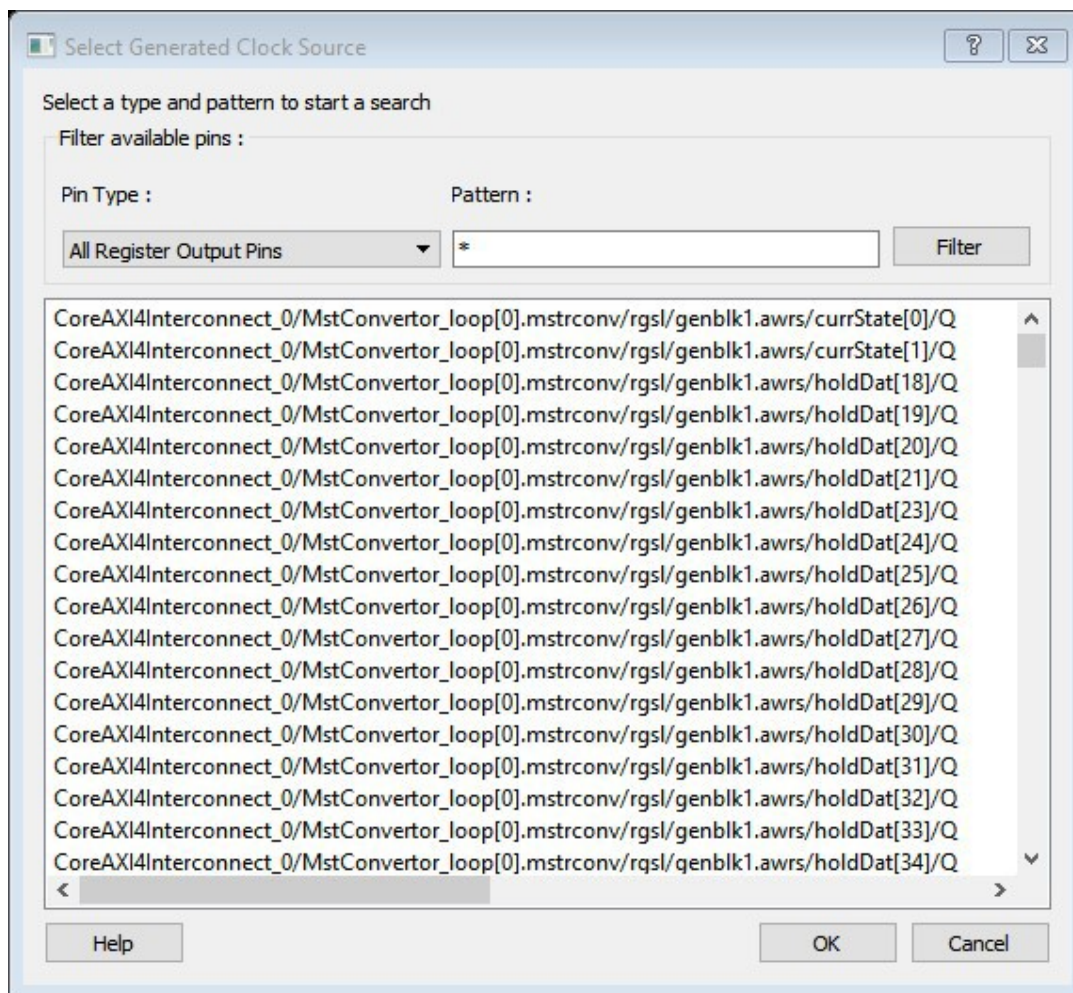 Select Generated Clock Source
Select a type and pattern to start a search
Filter available pins :
Pin Type : Pattern :
All Register Output Pins * Filter
CoreAXI4Interconnect_0/MstConvertor_loop[0].mstrconv/rgsl/genblk1.awrs/currState[0]/Q
CoreAXI4Interconnect_0/MstConvertor_loop[0].mstrconv/rgsl/genblk1.awrs/currState[1]/Q
CoreAXI4Interconnect_0/MstConvertor_loop[0].mstrconv/rgsl/genblk1.awrs/holdDat[18]/Q
CoreAXI4Interconnect_0/MstConvertor_loop[0].mstrconv/rgsl/genblk1.awrs/holdDat[19]/Q
CoreAXI4Interconnect_0/MstConvertor_loop[0].mstrconv/rgsl/genblk1.awrs/holdDat[20]/Q
CoreAXI4Interconnect_0/MstConvertor_loop[0].mstrconv/rgsl/genblk1.awrs/holdDat[21]/Q
CoreAXI4Interconnect_0/MstConvertor_loop[0].mstrconv/rgsl/genblk1.awrs/holdDat[23]/Q
CoreAXI4Interconnect_0/MstConvertor_loop[0].mstrconv/rgsl/genblk1.awrs/holdDat[24]/Q
CoreAXI4Interconnect_0/MstConvertor_loop[0].mstrconv/rgsl/genblk1.awrs/holdDat[25]/Q
CoreAXI4Interconnect_0/MstConvertor_loop[0].mstrconv/rgsl/genblk1.awrs/holdDat[26]/Q
CoreAXI4Interconnect_0/MstConvertor_loop[0].mstrconv/rgsl/genblk1.awrs/holdDat[27]/Q
CoreAXI4Interconnect_0/MstConvertor_loop[0].mstrconv/rgsl/genblk1.awrs/holdDat[28]/Q
CoreAXI4Interconnect_0/MstConvertor_loop[0].mstrconv/rgsl/genblk1.awrs/holdDat[29]/Q
CoreAXI4Interconnect_0/MstConvertor_loop[0].mstrconv/rgsl/genblk1.awrs/holdDat[30]/Q
CoreAXI4Interconnect_0/MstConvertor_loop[0].mstrconv/rgsl/genblk1.awrs/holdDat[31]/Q
CoreAXI4Interconnect_0/MstConvertor_loop[0].mstrconv/rgsl/genblk1.awrs/holdDat[32]/Q
CoreAXI4Interconnect_0/MstConvertor_loop[0].mstrconv/rgsl/genblk1.awrs/holdDat[33]/Q
CoreAXI4Interconnect_0/MstConvertor_loop[0].mstrconv/rgsl/genblk1.awrs/holdDat[34]/Q
Help OK Cancel